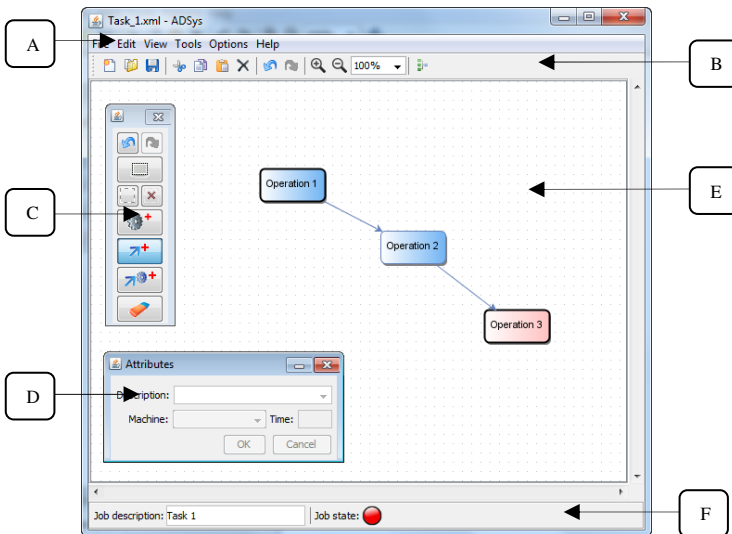 Task_1.xml - ADSys
A
File Edit View Tools Options Help
B
100%
Operation 1
E
C
Operation 2
Operation 3
Attributes
D
Description:
Machine:
Time:
OK
Cancel
Job description: Task 1
Job state:
F